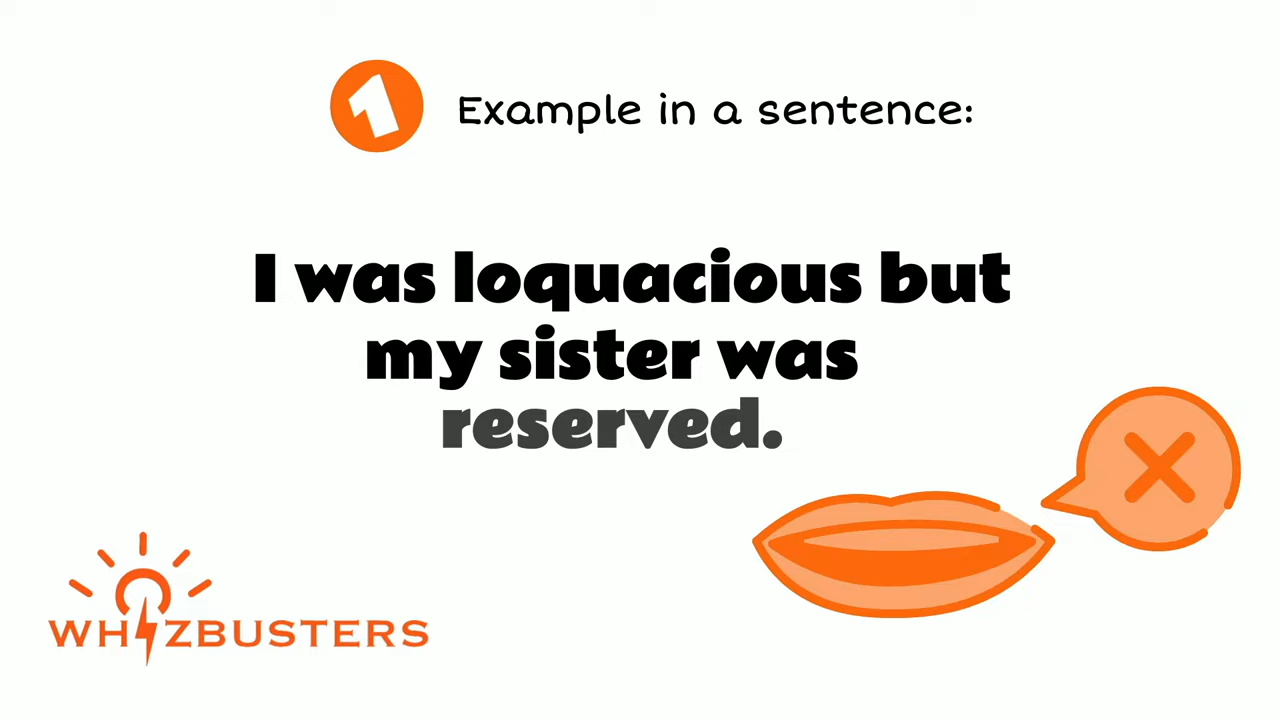 1 Example in a sentence:
I was loquacious but
my sister was
reserved.
WHIZBUSTERS